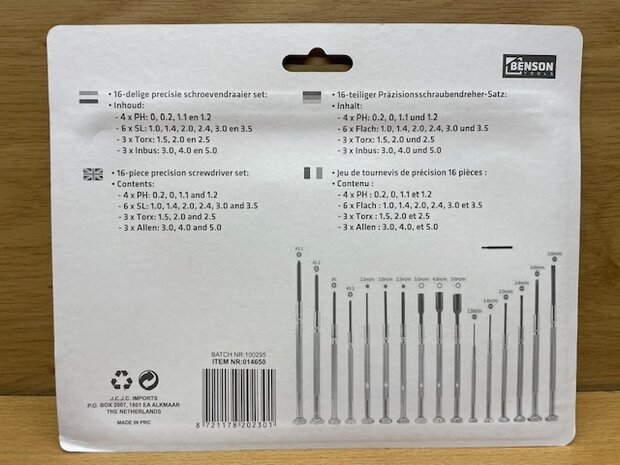 BENSON
TOOLS
• 16-delige precisie schroevendraaier set:
• Inhoud:
- 4 x PH: 0, 0.2, 1.1 en 1.2
- 6 x SL: 1.0, 1.4, 2.0, 2.4, 3.0 en 3.5
- 3 x Torx: 1.5, 2.0 en 2.5
- 3 x Inbus: 3.0, 4.0 en 5.0
• 16-teiliger Präzisionsschraubendreher-Satz:
• Inhalt:
- 4 x PH: 0.2, 0, 1.1 und 1.2
- 6 x Flach: 1.0, 1.4, 2.0, 2.4, 3.0 und 3.5
- 3 x Torx: 1.5, 2.0 und 2.5
- 3 x Inbus: 3.0, 4.0 und 5.0
• 16-piece precision screwdriver set:
• Contents:
- 4 x PH: 0.2, 0, 1.1 and 1.2
- 6 x SL: 1.0, 1.4, 2.0, 2.4, 3.0 and 3.5
- 3 x Torx: 1.5, 2.0 and 2.5
- 3 x Allen: 3.0, 4.0 and 5.0
• Jeu de tournevis de précision 16 pièces :
• Contenu :
- 4 x PH : 0.2, 0, 1.1 et 1.2
- 6 x Flach : 1.0, 1.4, 2.0, 2.4, 3.0 et 3.5
- 3 x Torx : 1.5, 2.0 et 2.5
- 3 x Allen : 3.0, 4.0, et 5.0
BATCH NR:100295
ITEM NR:014650
J.C.J.C. IMPORTS
P.O. BOX 2007, 1801 EA ALKMAAR
THE NETHERLANDS
MADE IN PRC
8 721178 202301